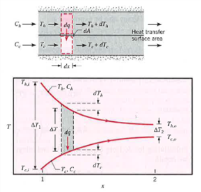 C_h T_h dq T_h + dT_h
dA
C_c T_c T_c + dT_c
Heat transfer
surface area
dx
x
T_h,i T_h, C_h dT_h
ΔT_1 ΔT dq ΔT_2 T_h,o
T T_c,o
dT_c
T_c,i T_c, C_c
1 2
x